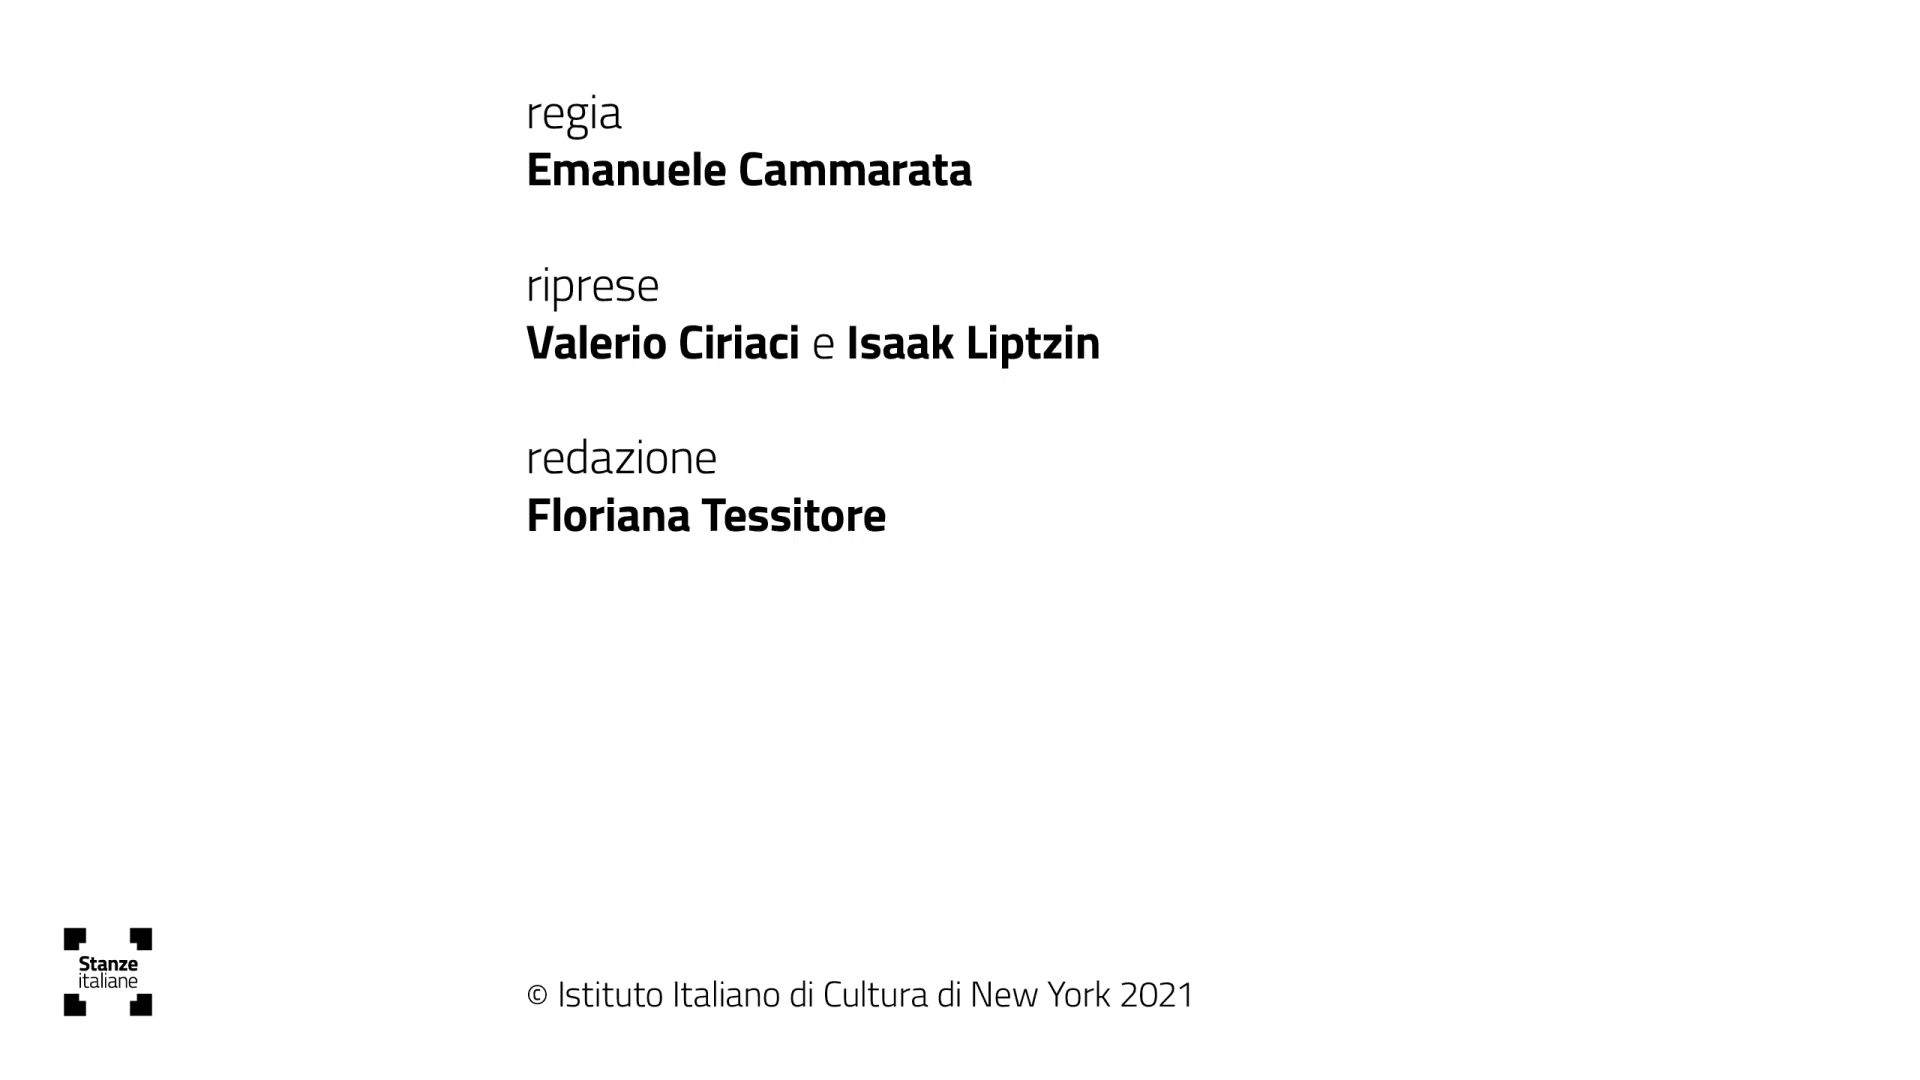 regia
Emanuele Cammarata
riprese
Valerio Ciriaci e Isaak Liptzin
redazione
Floriana Tessitore
Stanze
italiane
© Istituto Italiano di Cultura di New York 2021